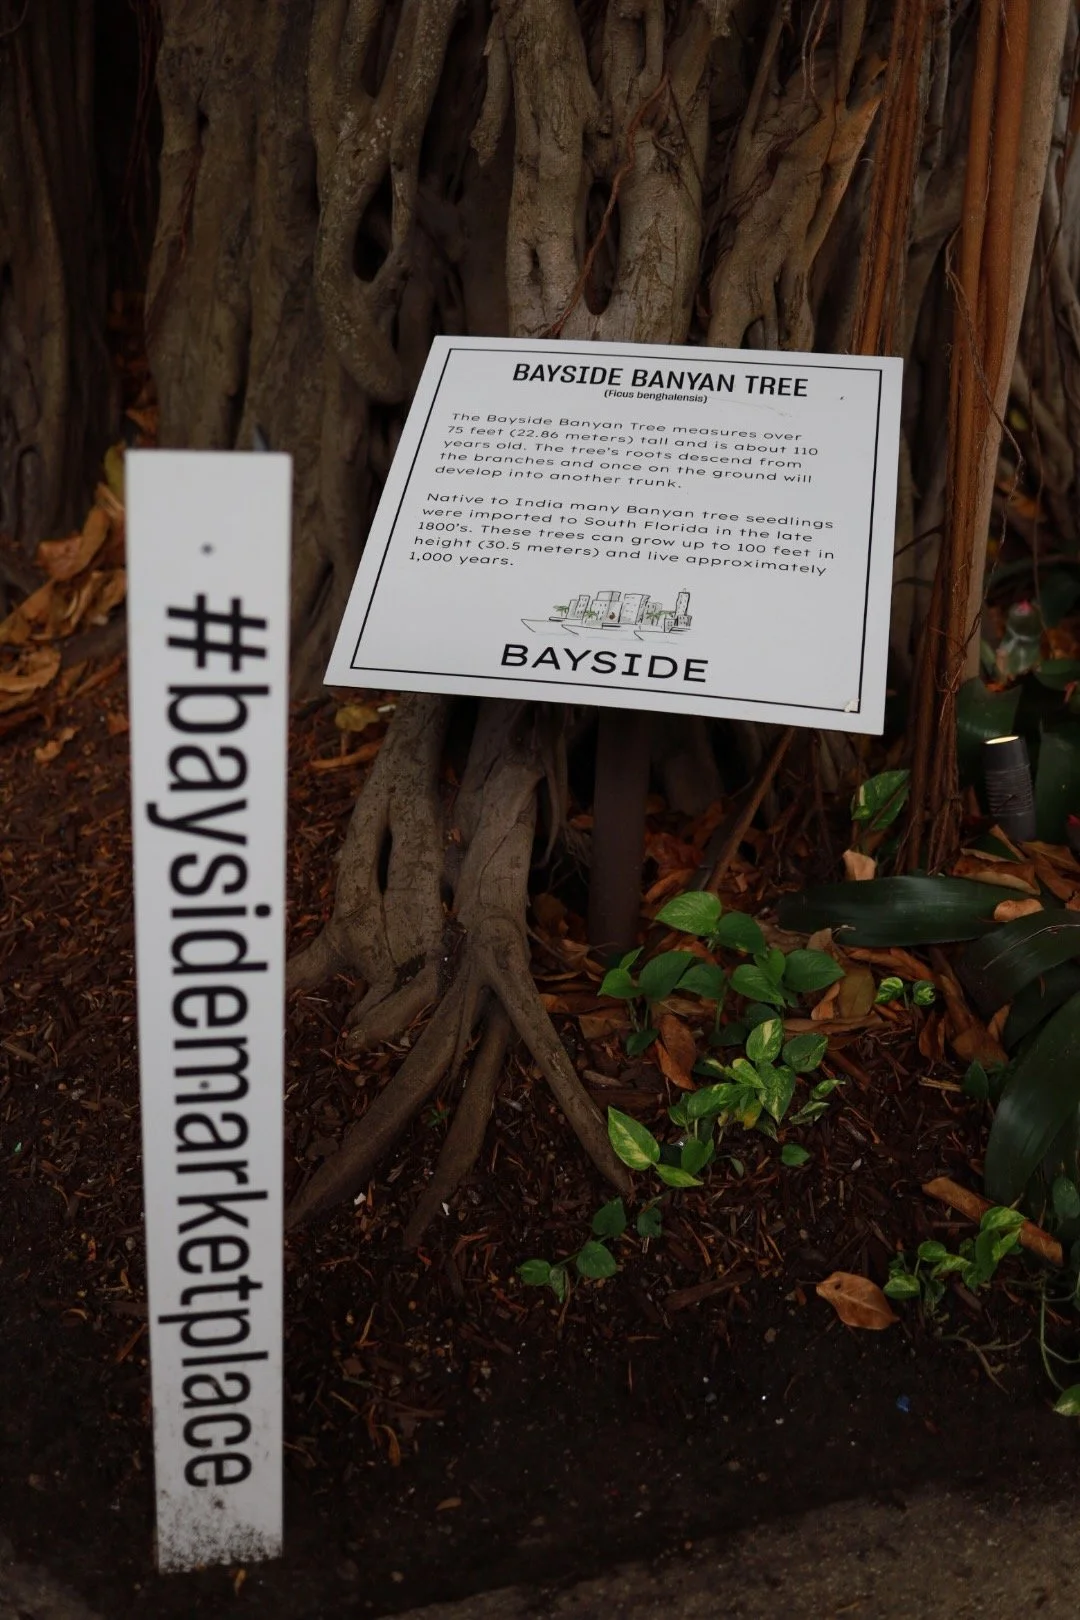 BAYSIDE BANYAN TREE
(Ficus benghalensis)
The Bayside Banyan Tree measures over
75 feet (22.86 meters) tall and is about 110
years old. The tree's roots descend from
the branches and once on the ground will
develop into another trunk.
Native to India many Banyan tree seedlings
were imported to South Florida in the late
1800's. These trees can grow up to 100 feet in
height (30.5 meters) and live approximately
1,000 years.
BAYSIDE
#baysidemarketplace